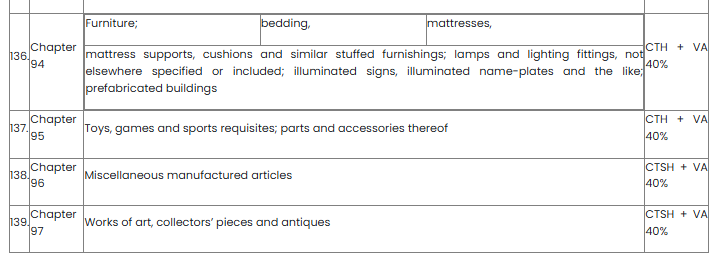 136. Chapter 94 Furniture; bedding, mattresses, CTH + VA 40%
mattress supports, cushions and similar stuffed furnishings; lamps and lighting fittings, not
elsewhere specified or included; illuminated signs, illuminated name-plates and the like;
prefabricated buildings
137. Chapter 95 Toys, games and sports requisites; parts and accessories thereof CTH + VA 40%
138. Chapter 96 Miscellaneous manufactured articles CTSH + VA 40%
139. Chapter 97 Works of art, collectors' pieces and antiques CTSH + VA 40%